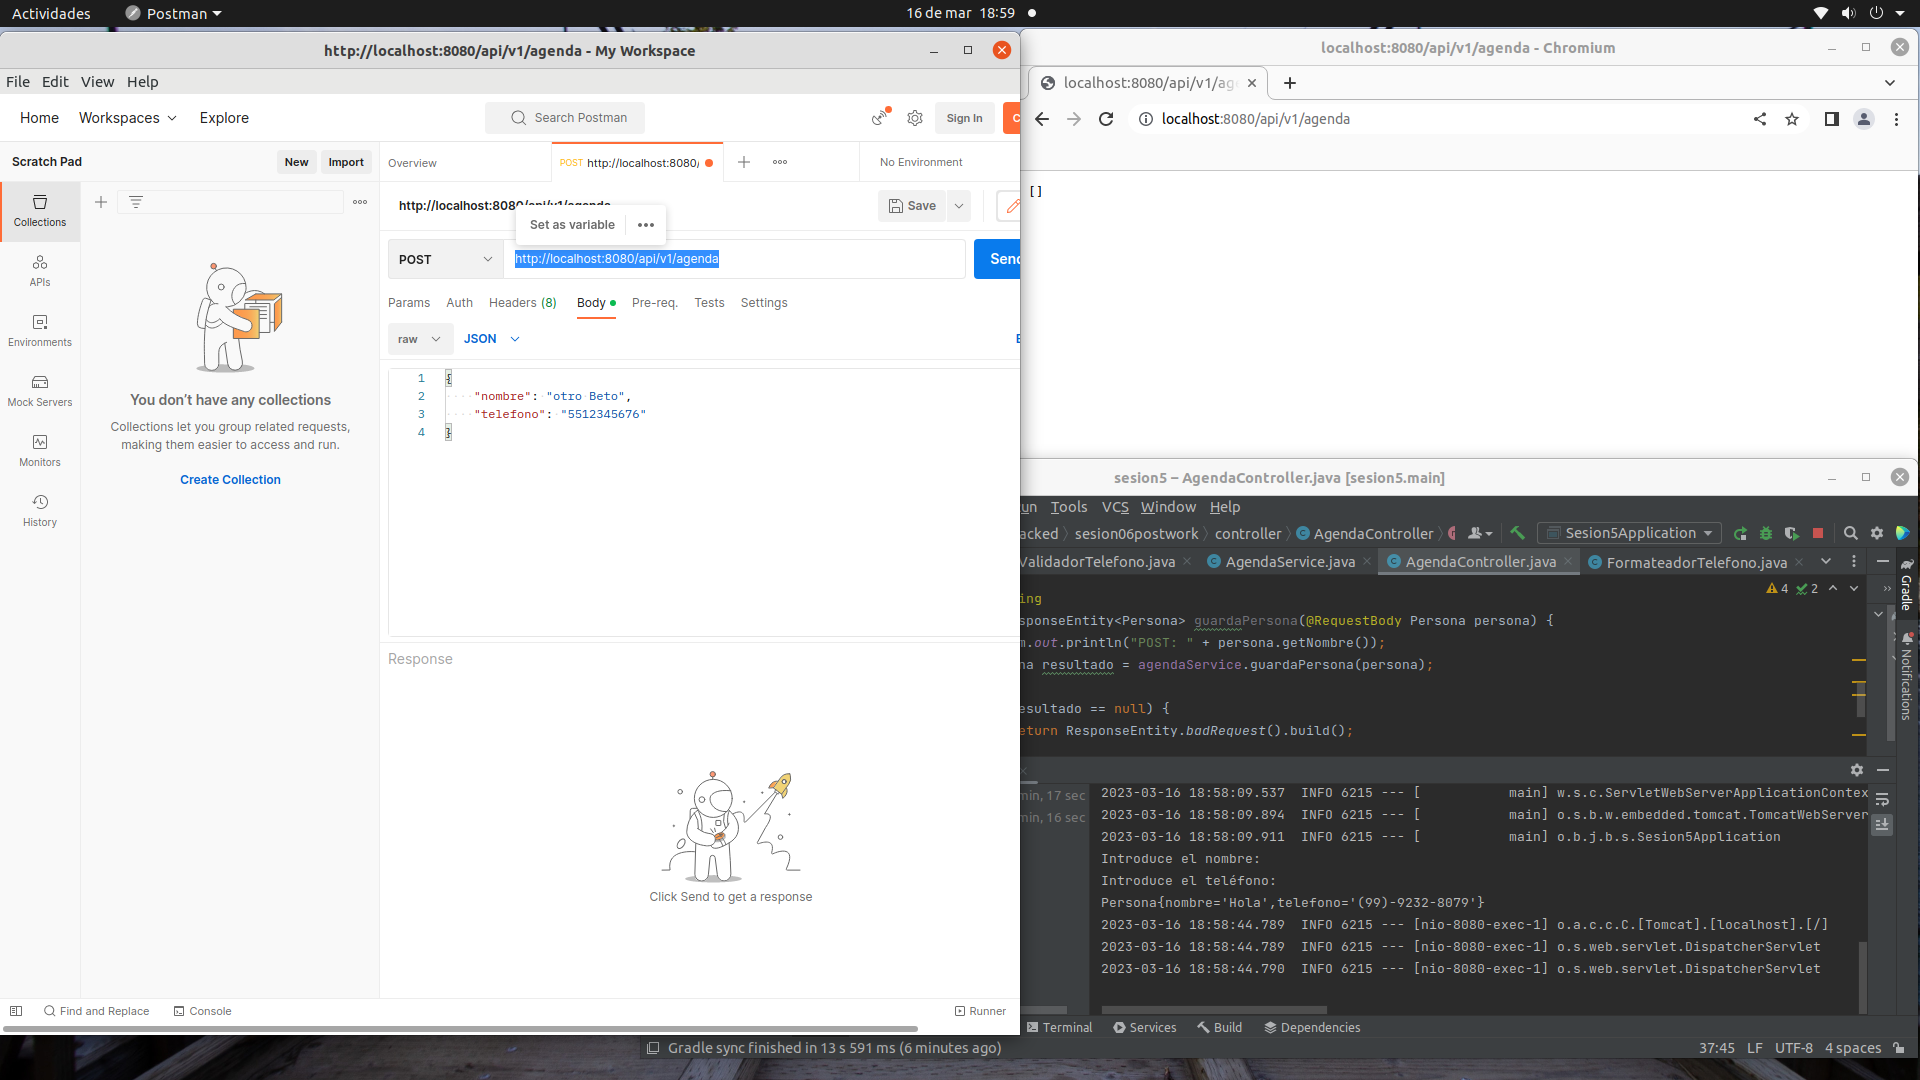 Actividades
Postman
16 de mar 18:59
http://localhost:8080/api/v1/agenda - My Workspace
File Edit View Help
Home Workspaces Explore
Search Postman
Sign In
Scratch Pad
New Import
Overview
POST http://localhost:8080/
No Environment
Collections
APIs
Environments
Mock Servers
Monitors
History
You don't have any collections
Collections let you group related requests,
making them easier to access and run.
Create Collection
http://localhost:8080/api/v1/agenda
Save
Set as variable
POST
http://localhost:8080/api/v1/agenda
Send
Params Auth Headers (8) Body Pre-req. Tests Settings
raw JSON
1 {
2 "nombre": "otro Beto",
3 "telefono": "5512345676"
4 }
Response
Click Send to get a response
Find and Replace Console Runner
localhost:8080/api/v1/agenda - Chromium
localhost:8080/api/v1/age
localhost:8080/api/v1/agenda
[]
sesion5 – AgendaController.java [sesion5.main]
un Tools VCS Window Help
acked sesion06postwork controller AgendaController
Sesion5Application
ValidadorTelefono.java AgendaService.java AgendaController.java FormateadorTelefono.java
4 2
ing
sponseEntity<Persona> guardaPersona(@RequestBody Persona persona) {
m.out.println("POST: " + persona.getNombre());
na resultado = agendaService.guardaPersona(persona);
esultado == null) {
eturn ResponseEntity.badRequest().build();
Gradle
Notifications
min, 17 sec
min, 16 sec
2023-03-16 18:58:09.537 INFO 6215 --- [ main] w.s.c.ServletWebServerApplicationContex
2023-03-16 18:58:09.894 INFO 6215 --- [ main] o.s.b.w.embedded.tomcat.TomcatWebServer
2023-03-16 18:58:09.911 INFO 6215 --- [ main] o.b.j.b.s.Sesion5Application
Introduce el nombre:
Introduce el teléfono:
Persona{nombre='Hola',telefono='(99)-9232-8079'}
2023-03-16 18:58:44.789 INFO 6215 --- [nio-8080-exec-1] o.a.c.c.C.[Tomcat].[localhost].[/]
2023-03-16 18:58:44.789 INFO 6215 --- [nio-8080-exec-1] o.s.web.servlet.DispatcherServlet
2023-03-16 18:58:44.790 INFO 6215 --- [nio-8080-exec-1] o.s.web.servlet.DispatcherServlet
Terminal Services Build Dependencies
Gradle sync finished in 13 s 591 ms (6 minutes ago)
37:45 LF UTF-8 4 spaces